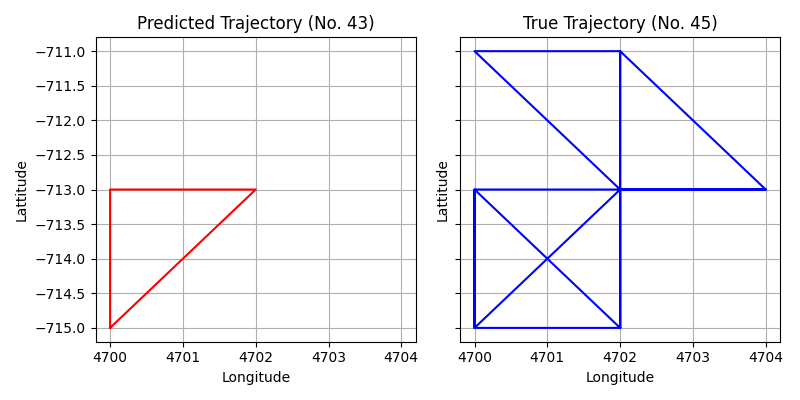 Predicted Trajectory (No. 43)
True Trajectory (No. 45)
Lattitude
−711.0
−711.5
−712.0
−712.5
−713.0
−713.5
−714.0
−714.5
−715.0
4700 4701 4702 4703 4704
Longitude
Lattitude
4700 4701 4702 4703 4704
Longitude